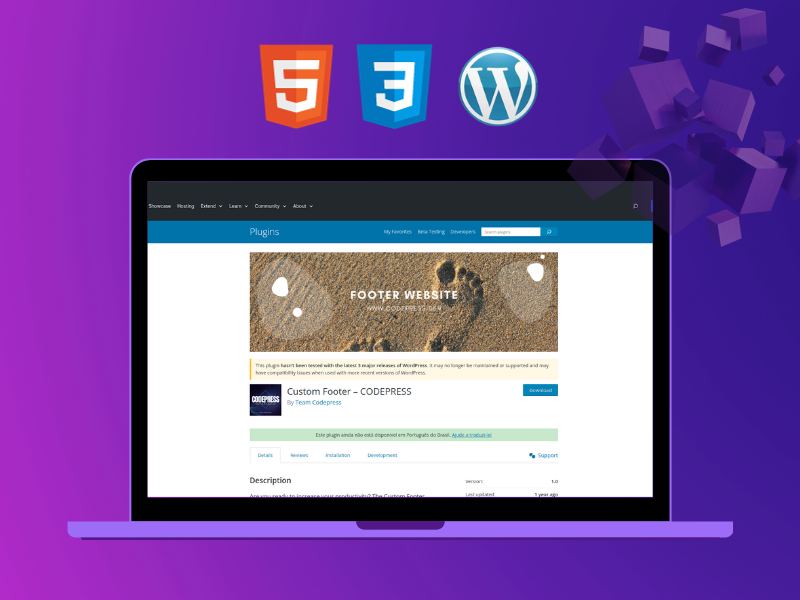 5
3
W
Showcase Hosting Extend Learn Community About
Plugins
My Favorites Beta Testing Developers Search plugins
FOOTER WEBSITE
WWW.CODEPRESS.DEV
This plugin hasn't been tested with the latest 3 major releases of WordPress. It may no longer be maintained or supported and may
have compatibility issues when used with more recent versions of WordPress.
CODEPRESS
Custom Footer – CODEPRESS
Download
By Team Codepress
Este plugin ainda não está disponível em Português do Brasil. Ajude a traduzi-lo!
Details Reviews Installation Development Support
Description
Version: 1.0
Last updated: 1 year ago
Are you ready to increase your productivity? The Custom Footer